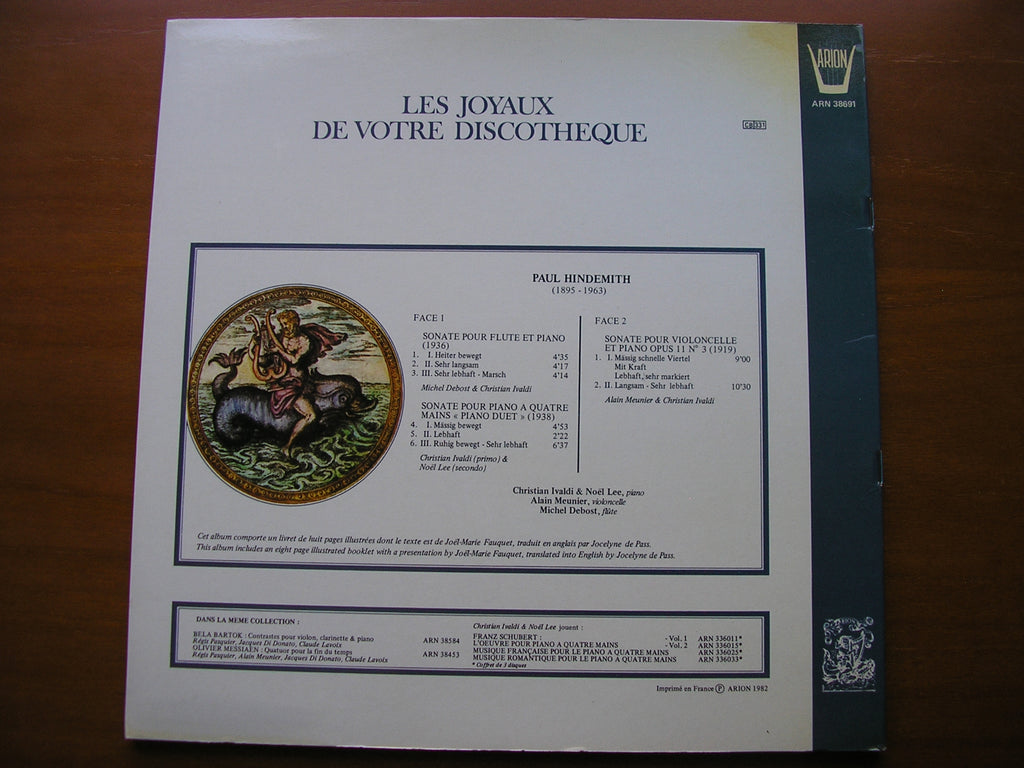 ARION
ARN 38691
LES JOYAUX
DE VOTRE DISCOTHEQUE
CB 331
PAUL HINDEMITH
(1895 - 1963)
FACE 1
SONATE POUR FLUTE ET PIANO
(1936)
1. I. Heiter bewegt 4'35
2. II. Sehr langsam 4'17
3. III. Sehr lebhaft - Marsch 4'14
Michel Debost & Christian Ivaldi
SONATE POUR PIANO A QUATRE
MAINS « PIANO DUET » (1938)
4. I. Mässig bewegt 4'53
5. II. Lebhaft 2'22
6. III. Ruhig bewegt - Sehr lebhaft 6'37
Christian Ivaldi (primo) &
Noël Lee (secondo)
FACE 2
SONATE POUR VIOLONCELLE
ET PIANO OPUS 11 N° 3 (1919)
1. I. Mässig schnelle Viertel 9'00
Mit Kraft
Lebhaft, sehr markiert
2. II. Langsam - Sehr lebhaft 10'30
Alain Meunier & Christian Ivaldi
Christian Ivaldi & Noël Lee, piano
Alain Meunier, violoncelle
Michel Debost, flûte
Cet album comporte un livret de huit pages illustrées dont le texte est de Joël-Marie Fauquet, traduit en anglais par Jocelyne de Pass.
This album includes an eight page illustrated booklet with a presentation by Joël-Marie Fauquet, translated into English by Jocelyne de Pass.
DANS LA MEME COLLECTION :
BELA BARTOK : Contrastes pour violon, clarinette & piano
Régis Pasquier, Jacques Di Donato, Claude Lavoix ARN 38584
OLIVIER MESSIAEN : Quatuor pour la fin du temps
Régis Pasquier, Alain Meunier, Jacques Di Donato, Claude Lavoix ARN 38453
Christian Ivaldi & Noël Lee jouent :
FRANZ SCHUBERT : - Vol. 1 ARN 336011*
L'OEUVRE POUR PIANO A QUATRE MAINS - Vol. 2 ARN 336015*
MUSIQUE FRANÇAISE POUR LE PIANO A QUATRE MAINS ARN 336025*
MUSIQUE ROMANTIQUE POUR LE PIANO A QUATRE MAINS ARN 336033*
* Coffret de 3 disques
Imprimé en France Ⓟ ARION 1982